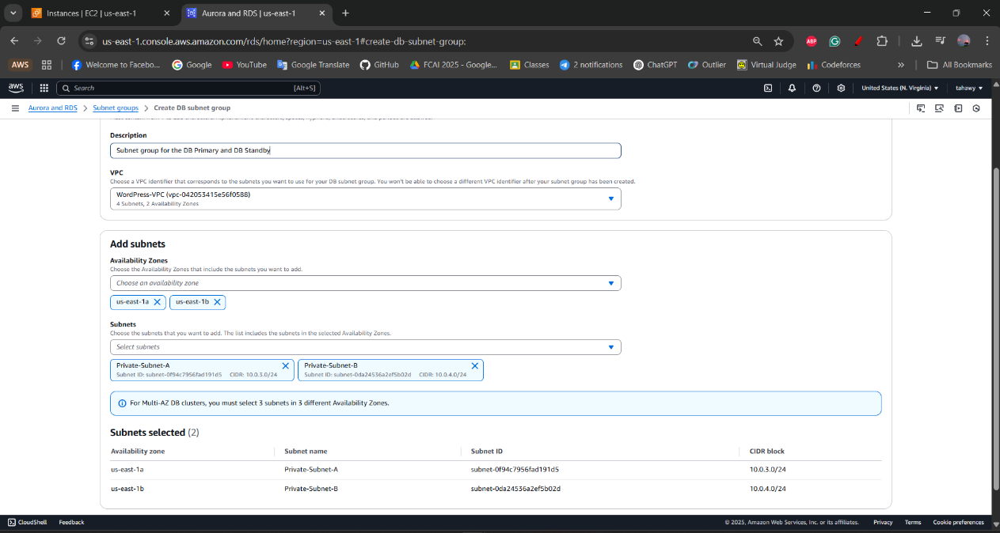 Instances | EC2 | us-east-1
Aurora and RDS | us-east-1
us-east-1.console.aws.amazon.com/rds/home?region=us-east-1#create-db-subnet-group:
ABP
AWS
Welcome to Facebo...
Google
YouTube
Google Translate
GitHub
FCAI 2025 - Google...
Classes
2 notifications
ChatGPT
Outlier
Virtual Judge
Codeforces
All Bookmarks
aws
Search
[Alt+S]
United States (N. Virginia)
tahawy
Aurora and RDS
Subnet groups
Create DB subnet group
Description
Subnet group for the DB Primary and DB Standby
VPC
Choose a VPC identifier that corresponds to the subnets you want to use for your DB subnet group. You won't be able to choose a different VPC identifier after your subnet group has been created.
WordPress-VPC (vpc-042053415e56f0588)
4 Subnets, 2 Availability Zones
Add subnets
Availability Zones
Choose the Availability Zones that include the subnets you want to add.
Choose an availability zone
us-east-1a
us-east-1b
Subnets
Choose the subnets that you want to add. The list includes the subnets in the selected Availability Zones.
Select subnets
Private-Subnet-A
Subnet ID: subnet-0f94c7956fad191d5 CIDR: 10.0.3.0/24
Private-Subnet-B
Subnet ID: subnet-0da24536a2ef5b02d CIDR: 10.0.4.0/24
For Multi-AZ DB clusters, you must select 3 subnets in 3 different Availability Zones.
Subnets selected (2)
Availability zone Subnet name Subnet ID CIDR block
us-east-1a Private-Subnet-A subnet-0f94c7956fad191d5 10.0.3.0/24
us-east-1b Private-Subnet-B subnet-0da24536a2ef5b02d 10.0.4.0/24
CloudShell
Feedback
© 2025, Amazon Web Services, Inc. or its affiliates.
Privacy
Terms
Cookie preferences